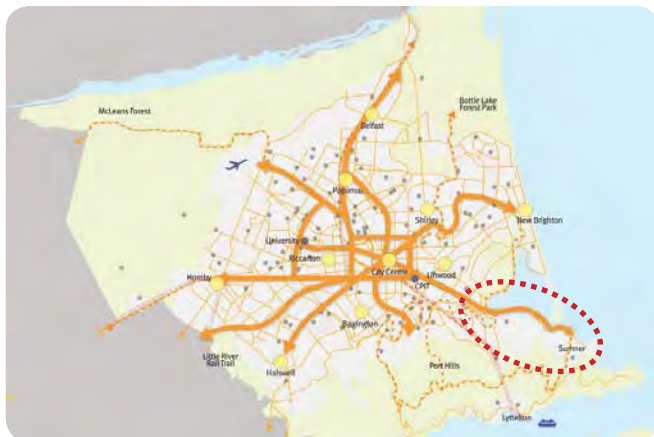 McLeans Forest
Bottle Lake
Forest Park
Belfast
Papanui
Shirley
New Brighton
University
Riccarton
City Centre
Linwood
CPIT
Hornby
Beckenham
Sumner
Little River
Rail Trail
Halswell
Port Hills
Lyttelton